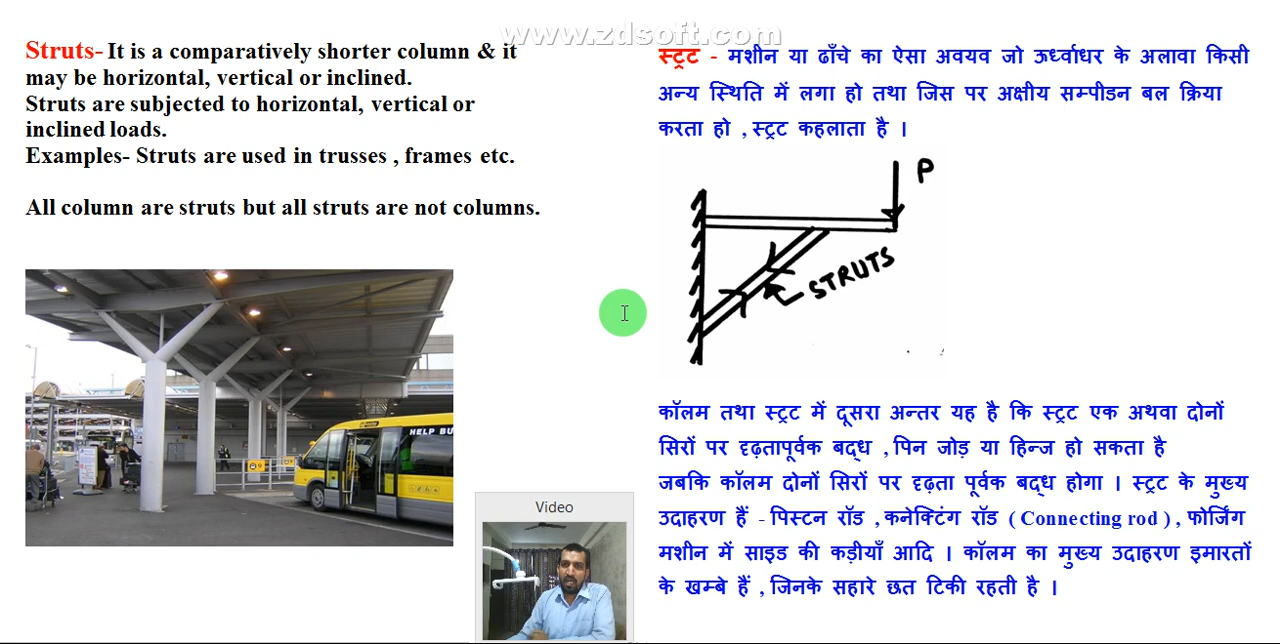 www.zdsoft.com
Struts- It is a comparatively shorter column & it
may be horizontal, vertical or inclined.
Struts are subjected to horizontal, vertical or
inclined loads.
Examples- Struts are used in trusses , frames etc.
All column are struts but all struts are not columns.
HELP BU
Video
स्ट्रट - मशीन या ढाँचे का ऐसा अवयव जो ऊर्ध्वाधर के अलावा किसी
अन्य स्थिति में लगा हो तथा जिस पर अक्षीय सम्पीडन बल क्रिया
करता हो , स्ट्रट कहलाता है ।
P
STRUTS
कॉलम तथा स्ट्रट में दूसरा अन्तर यह है कि स्ट्रट एक अथवा दोनों
सिरों पर दृढ़तापूर्वक बद्ध , पिन जोड़ या हिन्ज हो सकता है
जबकि कॉलम दोनों सिरों पर दृढ़ता पूर्वक बद्ध होगा । स्ट्रट के मुख्य
उदाहरण हैं - पिस्टन रॉड , कनेक्टिंग रॉड ( Connecting rod ) , फोर्जिंग
मशीन में साइड की कड़ीयाँ आदि । कॉलम का मुख्य उदाहरण इमारतों
के खम्बे हैं , जिनके सहारे छत टिकी रहती है ।